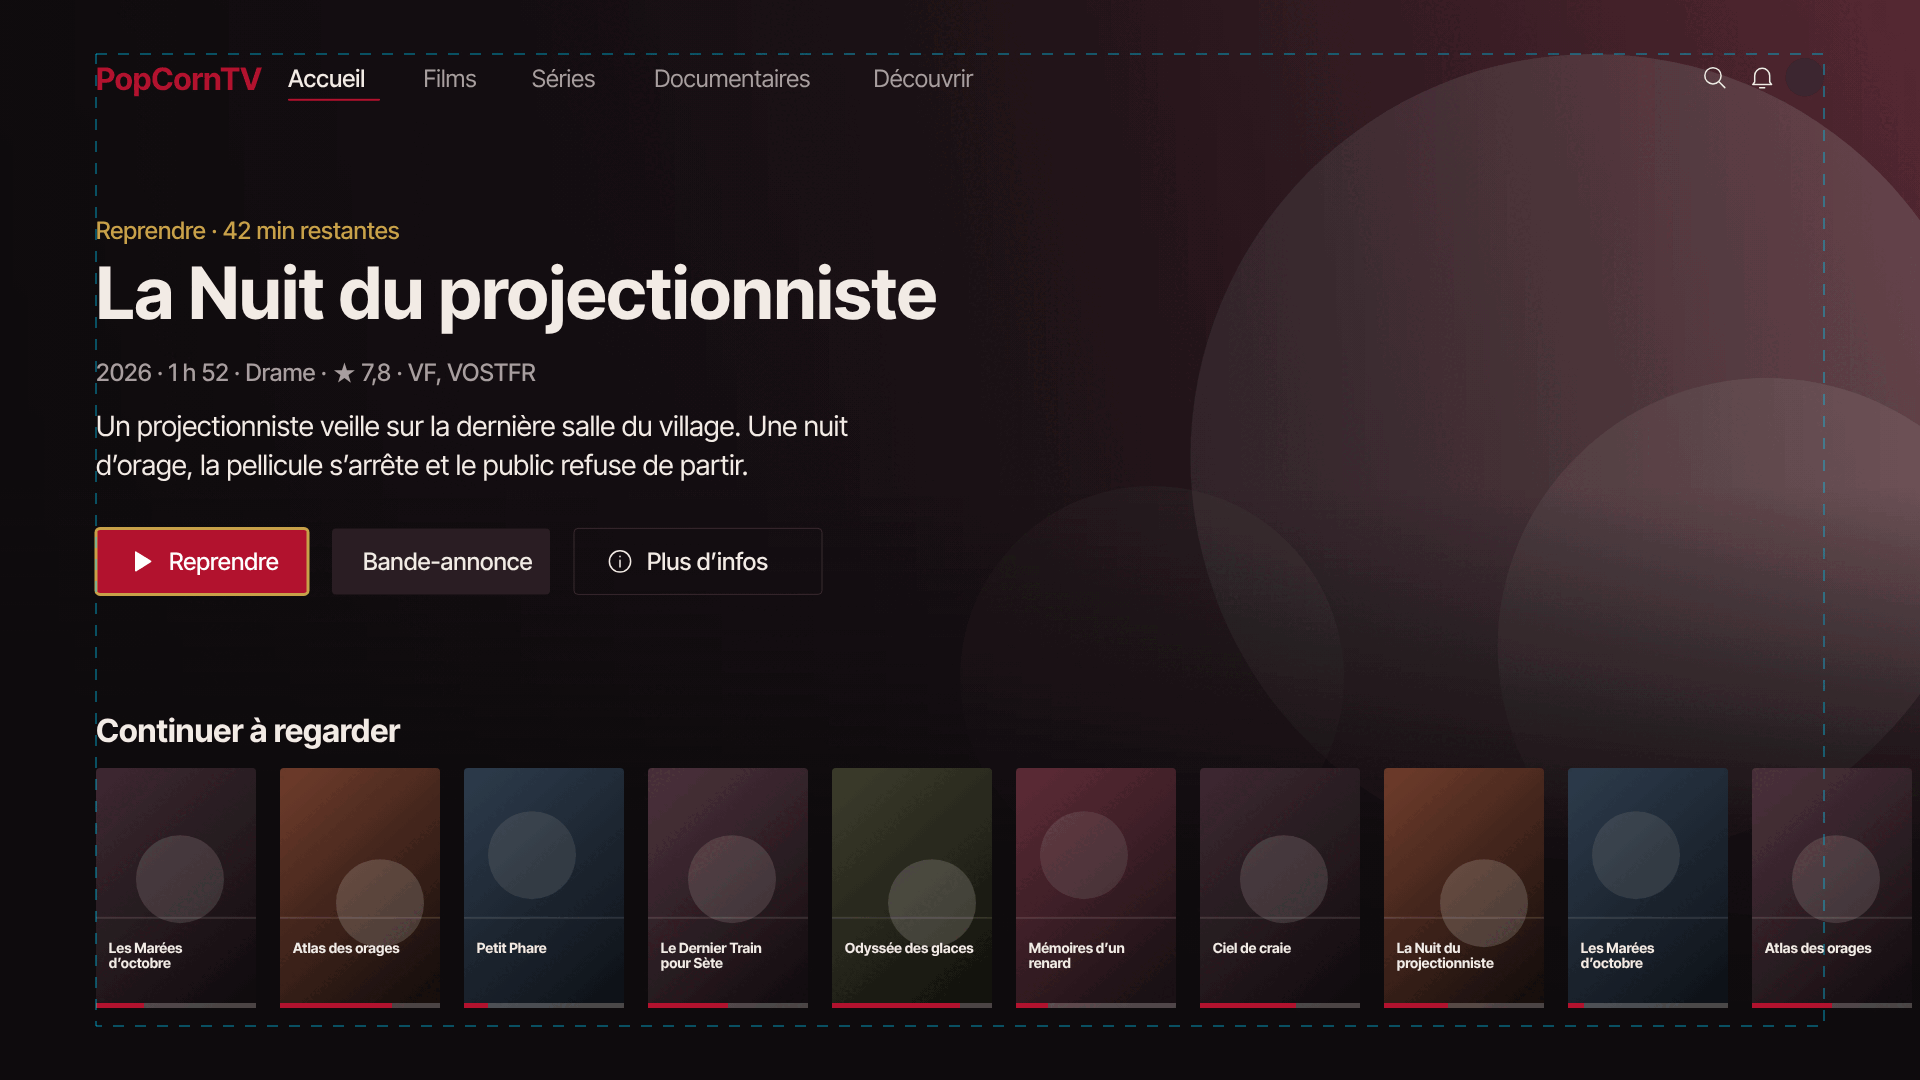 PopCornTV Accueil Films Séries Documentaires Découvrir
Reprendre · 42 min restantes
La Nuit du projectionniste
2026 · 1 h 52 · Drame · ★ 7,8 · VF, VOSTFR
Un projectionniste veille sur la dernière salle du village. Une nuit
d’orage, la pellicule s’arrête et le public refuse de partir.
Reprendre
Bande-annonce
Plus d’infos
Continuer à regarder
Les Marées
d’octobre
Atlas des orages
Petit Phare
Le Dernier Train
pour Sète
Odyssée des glaces
Mémoires d’un
renard
Ciel de craie
La Nuit du
projectionniste
Les Marées
d’octobre
Atlas des orages